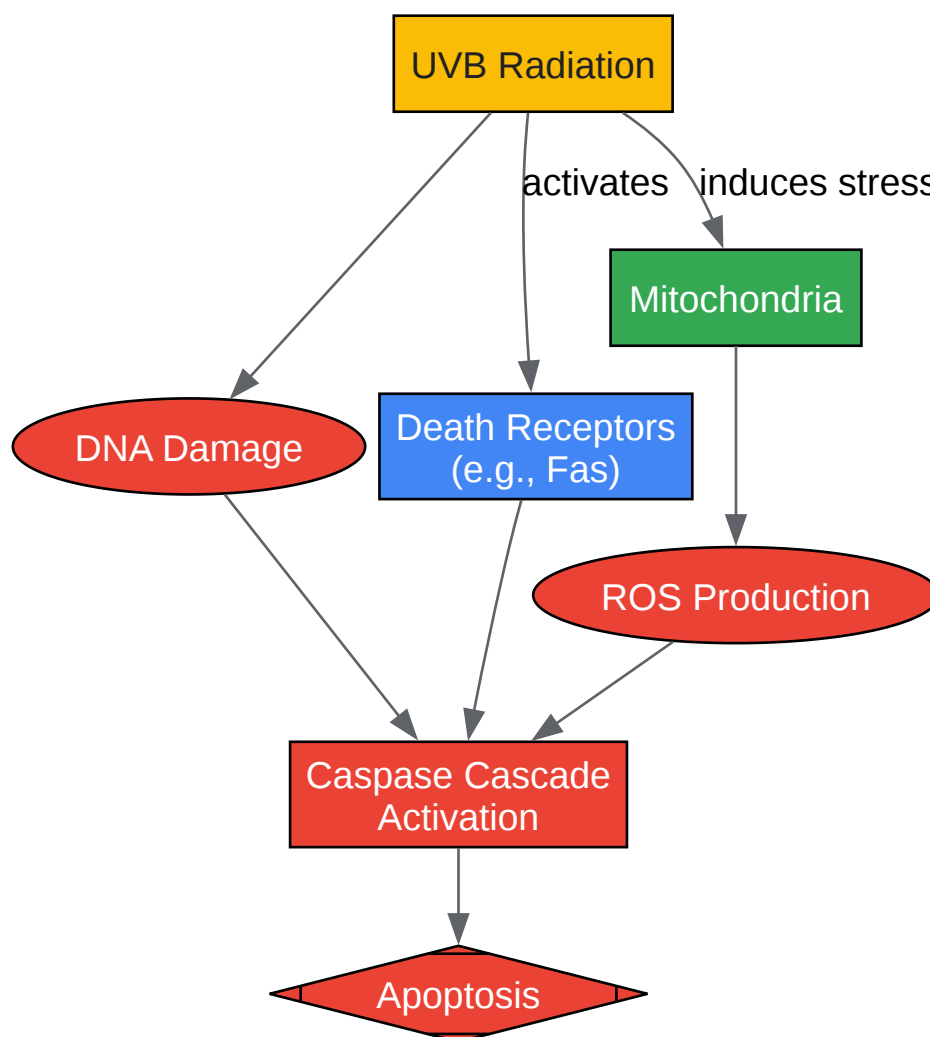 UVB Radiation
activates
induces stress
Mitochondria
Death Receptors
(e.g., Fas)
DNA Damage
ROS Production
Caspase Cascade
Activation
Apoptosis